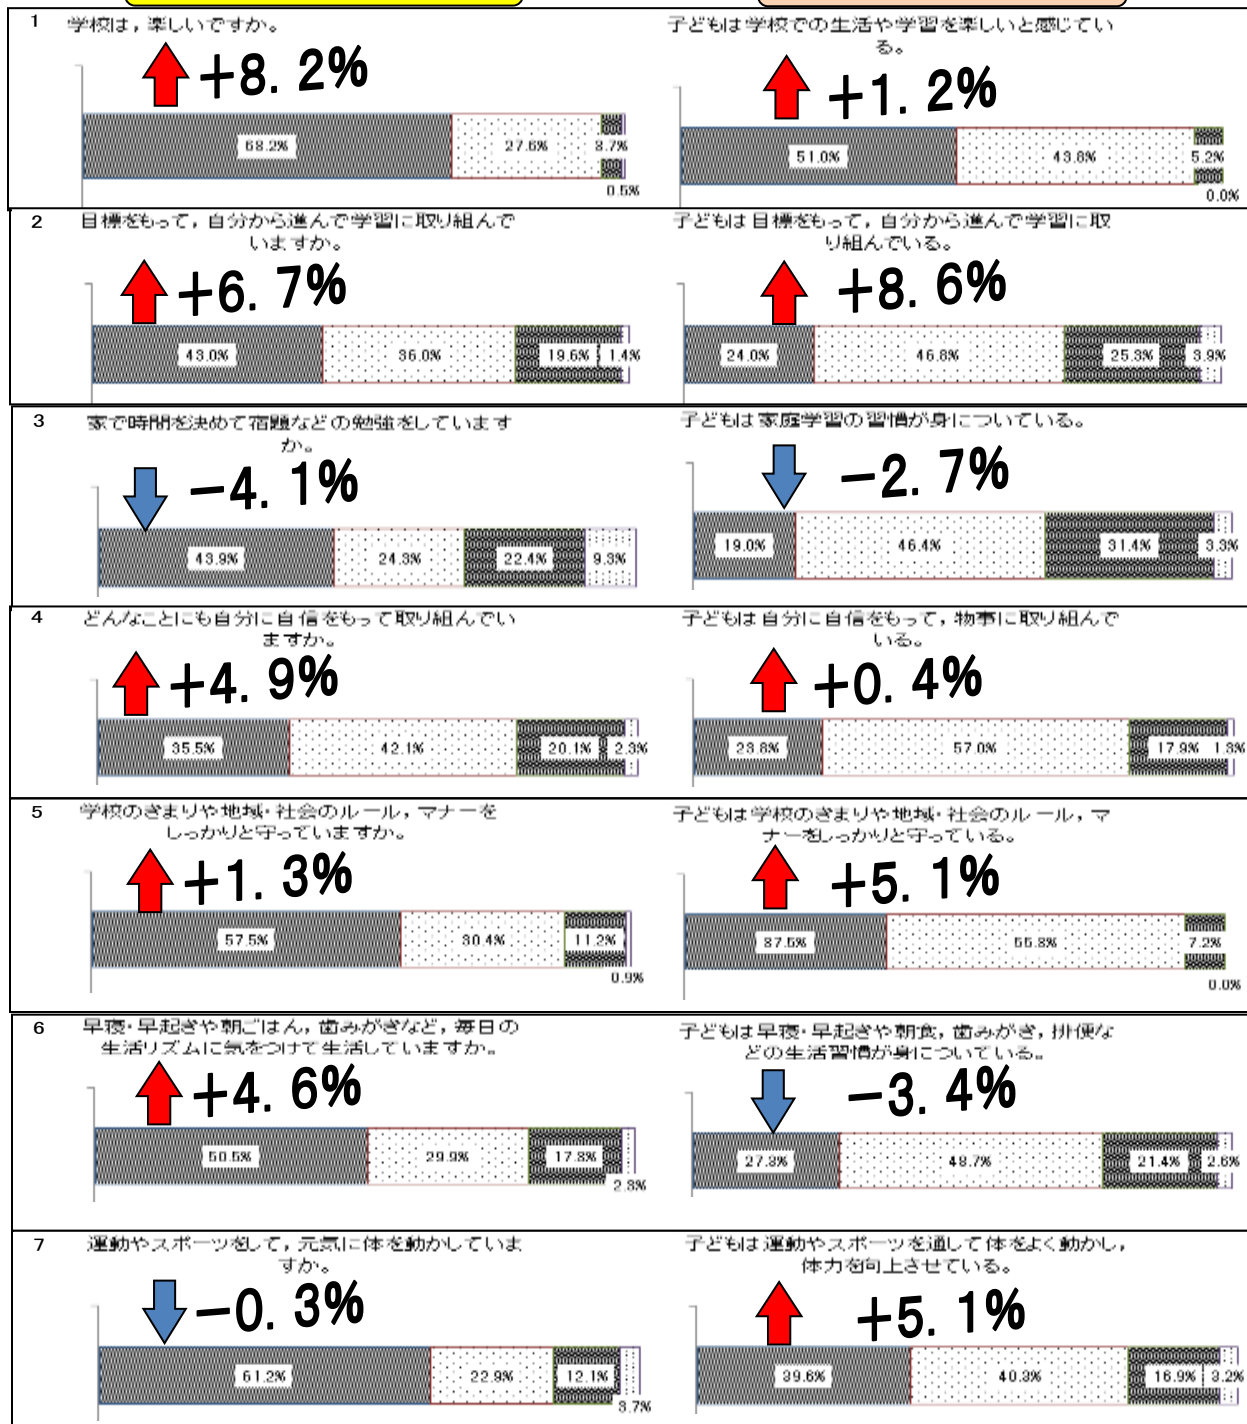 1
学校は，楽しいですか。
+8．2%
68.2%
27.6%
3.7%
0.5%
子どもは学校での生活や学習を楽しいと感じてい
る。
+1．2%
51.0%
43.8%
5.2%
0.0%
2
目標をもって，自分から進んで学習に取り組んで
いますか。
+6．7%
43.0%
36.0%
19.6%
1.4%
子どもは目標をもって，自分から進んで学習に取
り組んでいる。
+8．6%
24.0%
46.8%
25.3%
3.9%
3
家で時間を決めて宿題などの勉強をしています
か。
−4．1%
43.9%
24.3%
22.4%
9.3%
子どもは家庭学習の習慣が身についている。
−2．7%
19.0%
46.4%
31.4%
3.3%
4
どんなことにも自分に自信をもって取り組んでい
ますか。
+4．9%
35.5%
42.1%
20.1%
2.3%
子どもは自分に自信をもって，物事に取り組んで
いる。
+0．4%
23.8%
57.0%
17.9%
1.3%
5
学校のきまりや地域・社会のルール，マナーを
しっかりと守っていますか。
+1．3%
57.5%
30.4%
11.2%
0.9%
子どもは学校のきまりや地域・社会のルール，マ
ナーをしっかりと守っている。
+5．1%
37.5%
55.3%
7.2%
0.0%
6
早寝・早起きや朝ごはん，歯みがきなど，毎日の
生活リズムに気をつけて生活していますか。
+4．6%
50.5%
29.9%
17.3%
2.3%
子どもは早寝・早起きや朝食，歯みがき，排便な
どの生活習慣が身についている。
−3．4%
27.3%
48.7%
21.4%
2.6%
7
運動やスポーツをして，元気に体を動かしていま
すか。
−0．3%
61.2%
22.9%
12.1%
3.7%
子どもは運動やスポーツを通して体をよく動かし，
体力を向上させている。
+5．1%
39.6%
40.3%
16.9%
3.2%